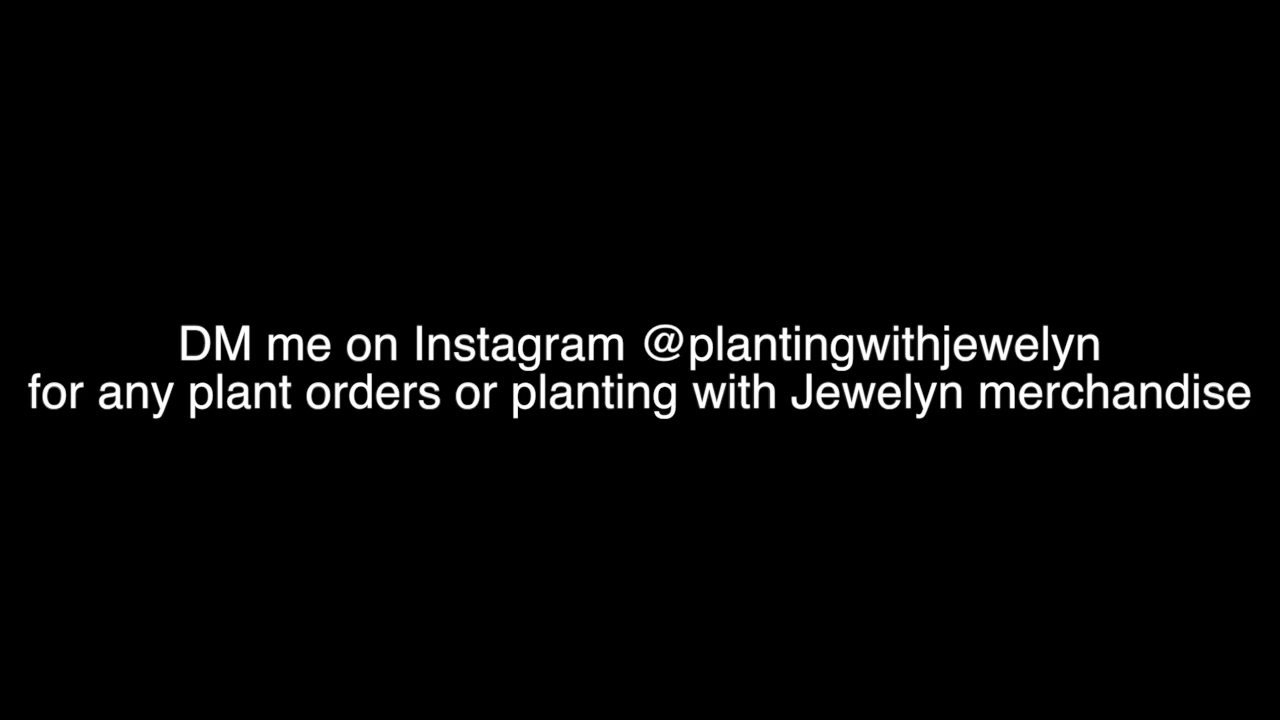 DM me on Instagram @plantingwithjewelyn
for any plant orders or planting with Jewelyn merchandise